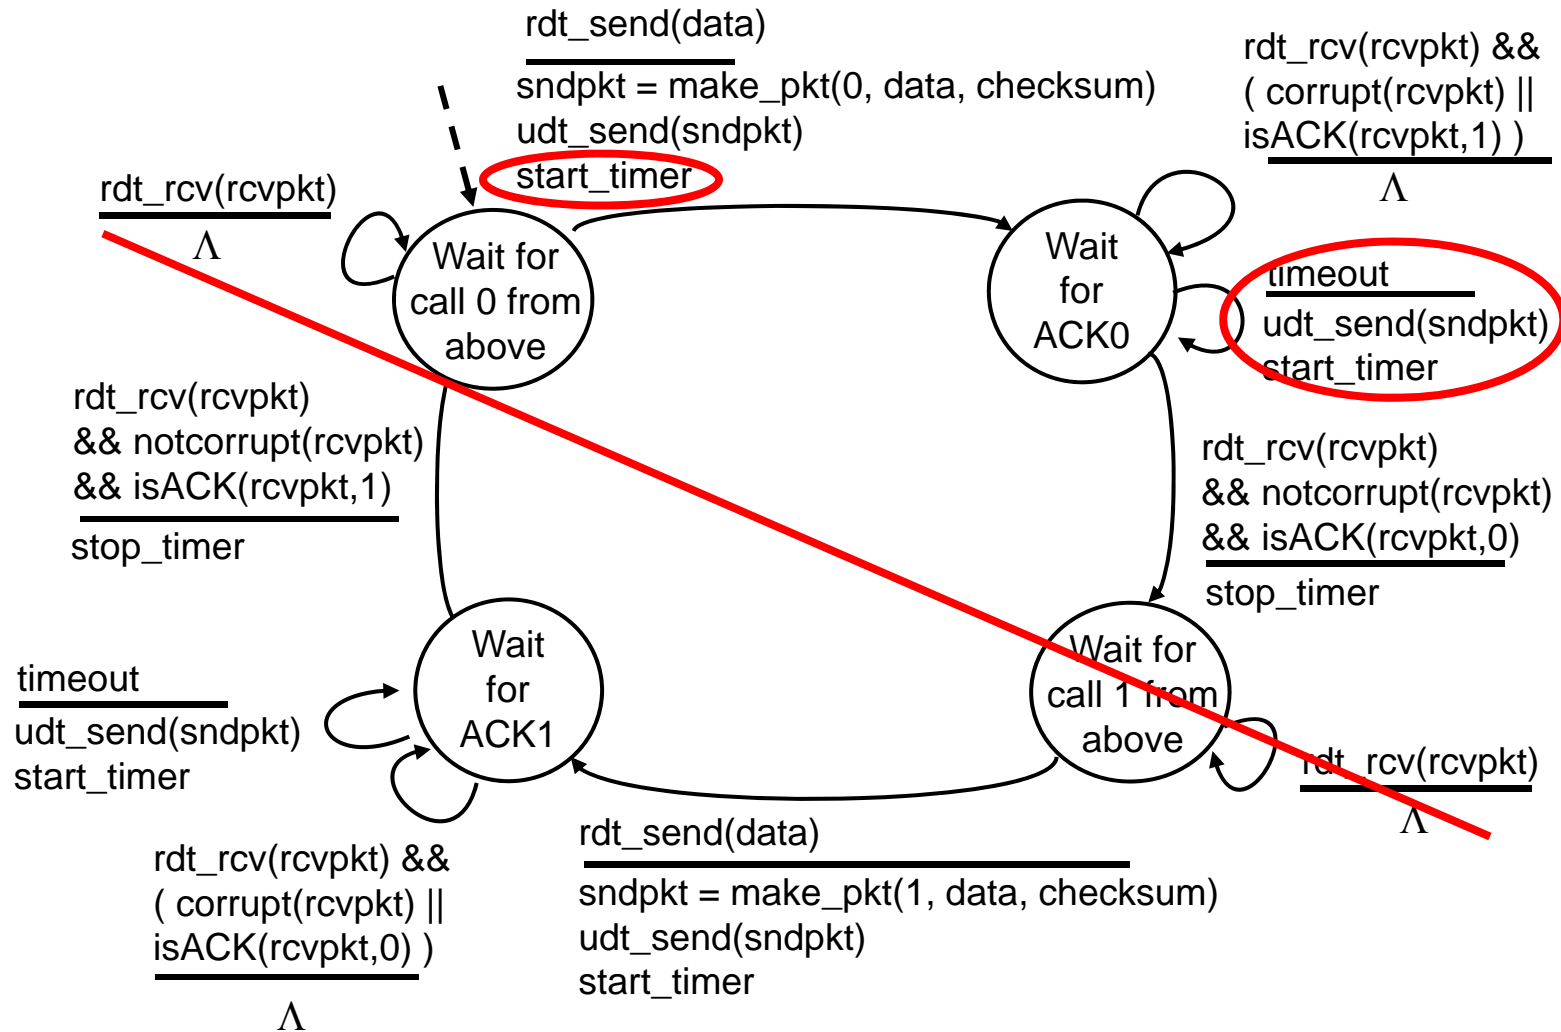 rdt_send(data)
sndpkt = make_pkt(0, data, checksum)
udt_send(sndpkt)
start_timer
rdt_rcv(rcvpkt) &&
( corrupt(rcvpkt) ||
isACK(rcvpkt,1) )
Λ
rdt_rcv(rcvpkt)
Λ
Wait for
call 0 from
above
Wait
for
ACK0
timeout
udt_send(sndpkt)
start_timer
rdt_rcv(rcvpkt)
&& notcorrupt(rcvpkt)
&& isACK(rcvpkt,1)
stop_timer
rdt_rcv(rcvpkt)
&& notcorrupt(rcvpkt)
&& isACK(rcvpkt,0)
stop_timer
Wait
for
ACK1
Wait for
call 1 from
above
timeout
udt_send(sndpkt)
start_timer
rdt_rcv(rcvpkt)
Λ
rdt_rcv(rcvpkt) &&
( corrupt(rcvpkt) ||
isACK(rcvpkt,0) )
Λ
rdt_send(data)
sndpkt = make_pkt(1, data, checksum)
udt_send(sndpkt)
start_timer